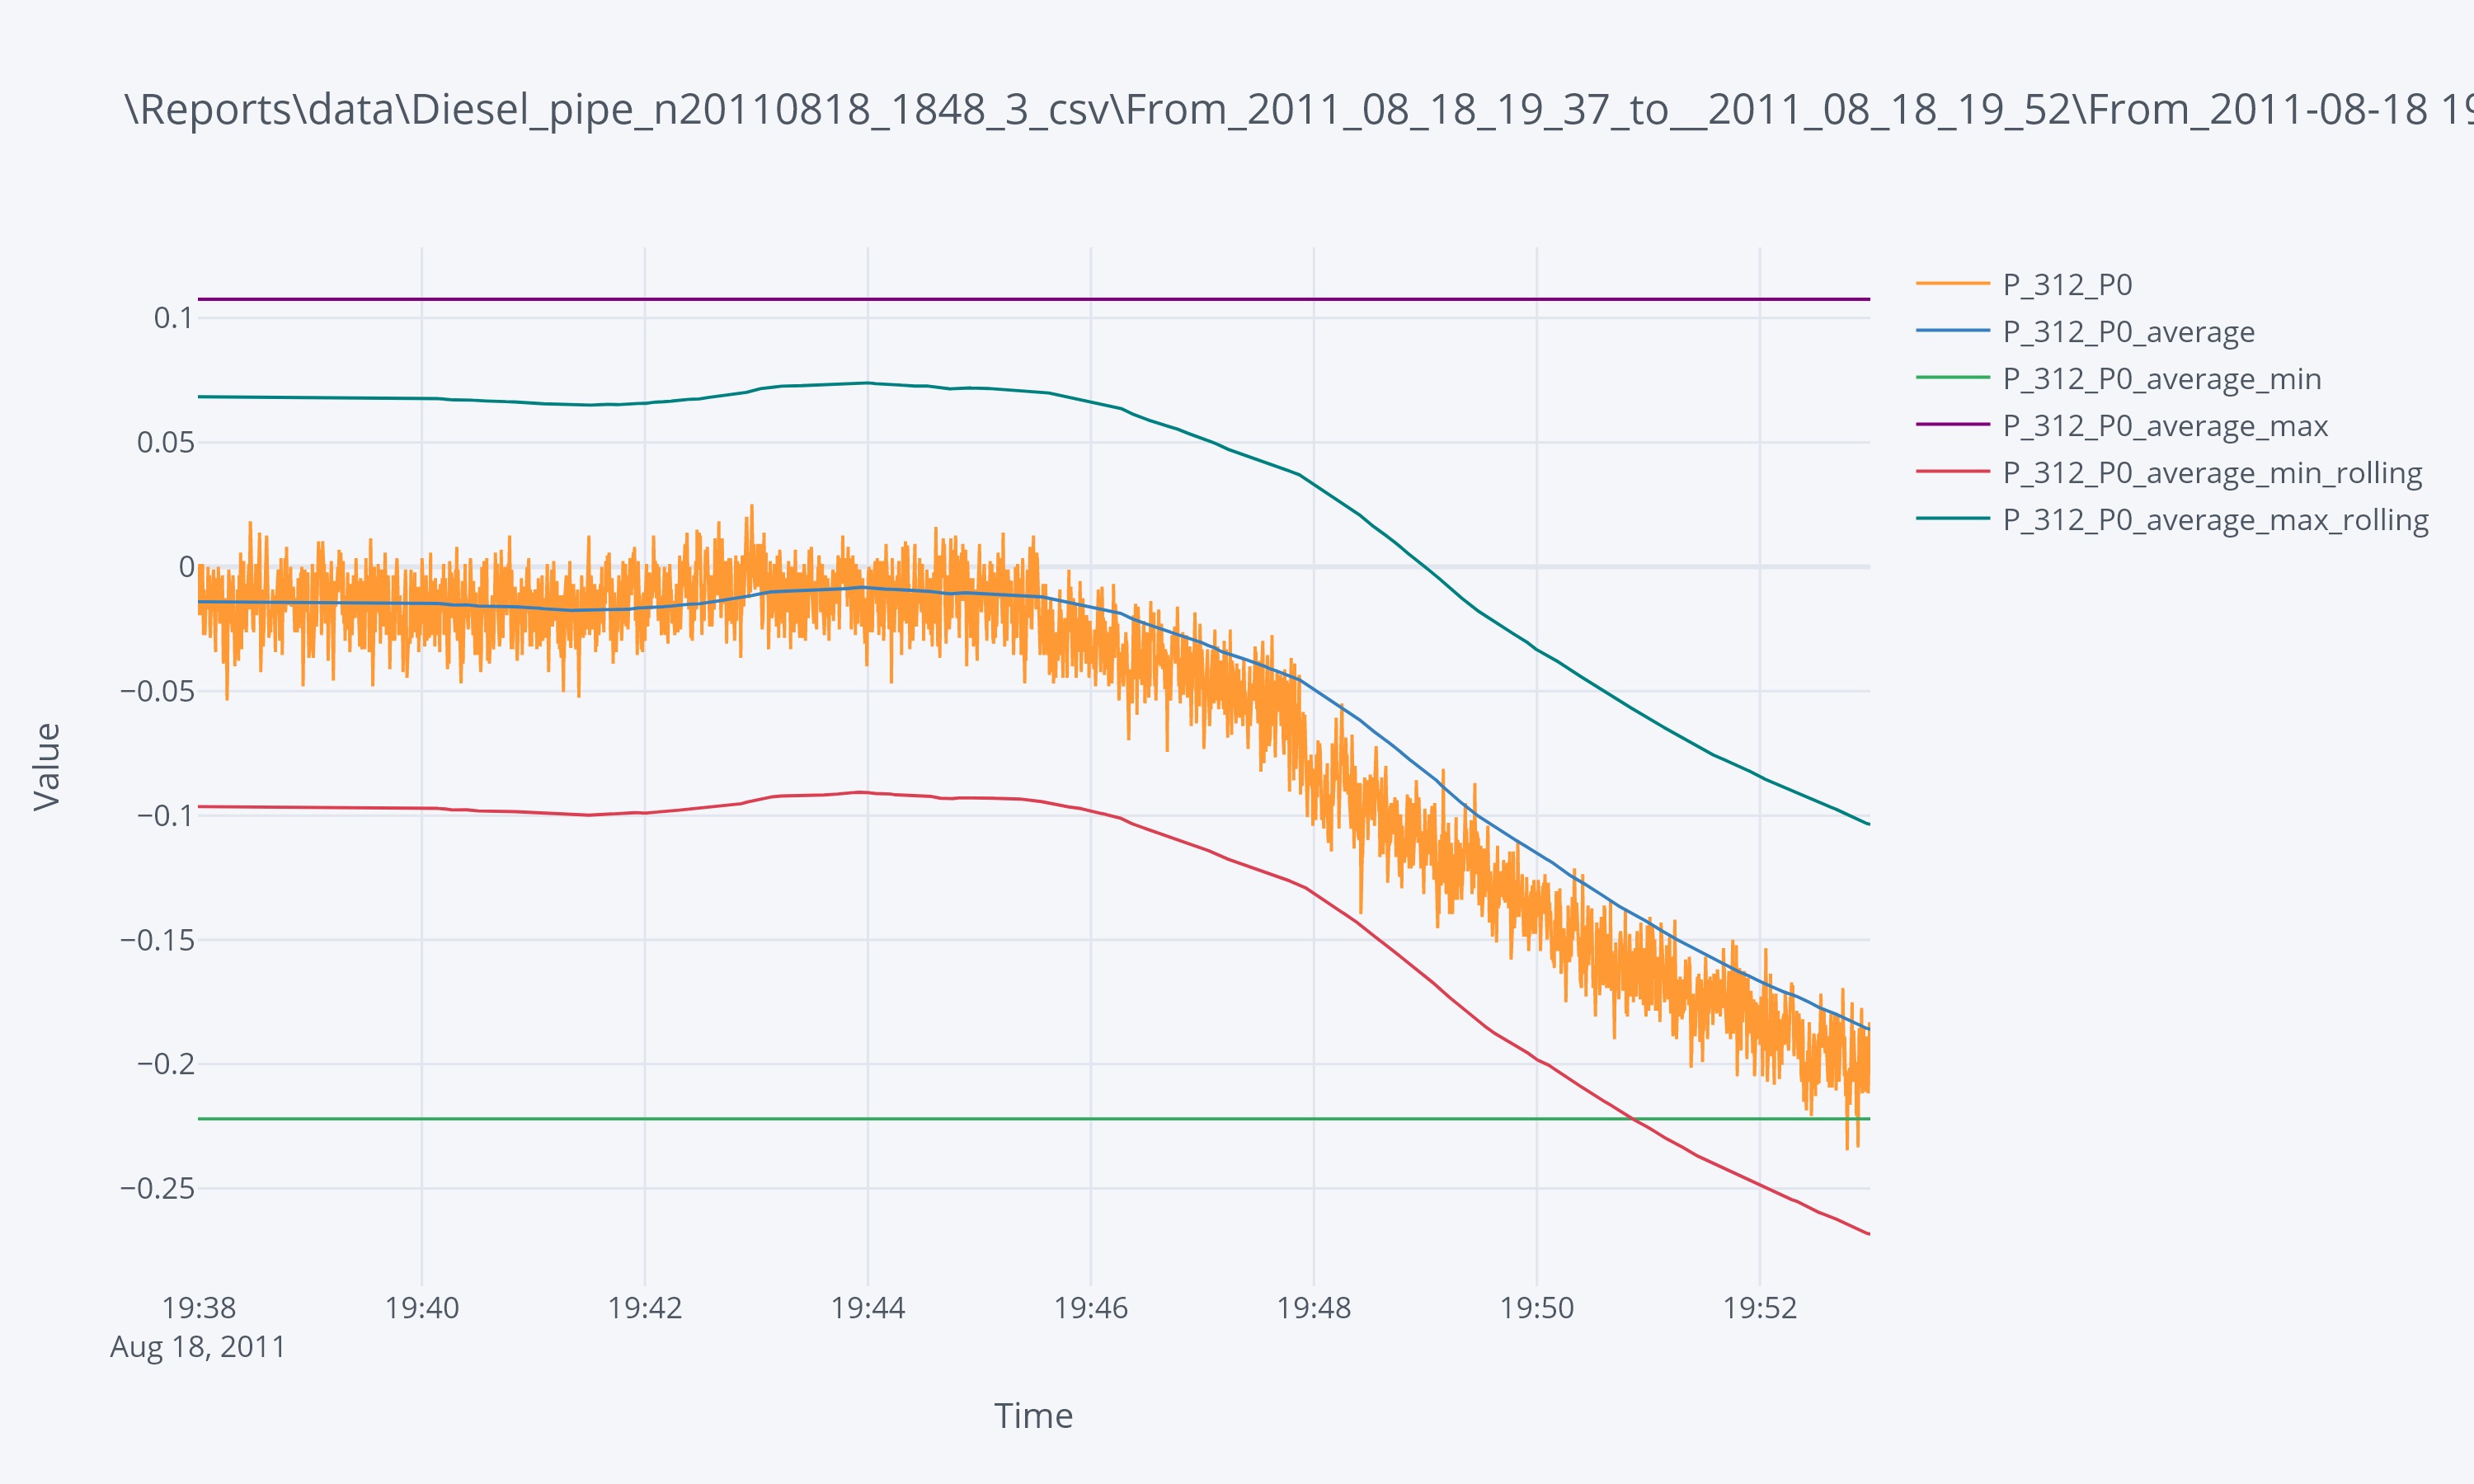 \Reports\data\Diesel_pipe_n20110818_1848_3_csv\From_2011_08_18_19_37_to__2011_08_18_19_52\From_2011-08-18 19
P_312_P0
P_312_P0_average
P_312_P0_average_min
P_312_P0_average_max
P_312_P0_average_min_rolling
P_312_P0_average_max_rolling
0.1
0.05
0
−0.05
−0.1
−0.15
−0.2
−0.25
Value
19:38 19:40 19:42 19:44 19:46 19:48 19:50 19:52
Aug 18, 2011
Time